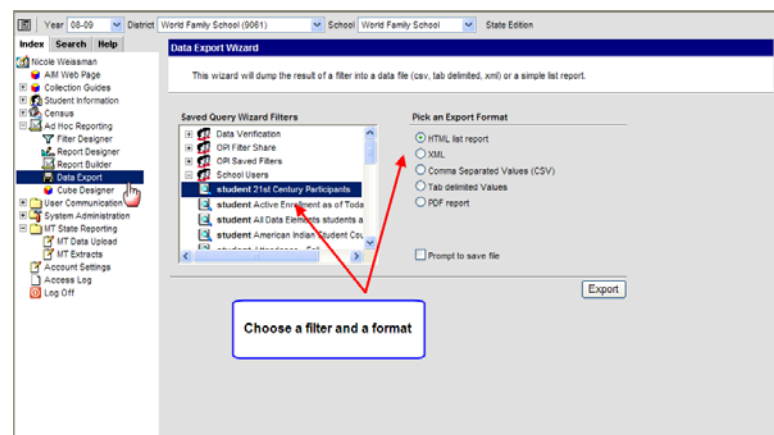 Year 08-09 District World Family School (9061) School World Family School State Edition
Index Search Help
Nicole Weissman
AIM Web Page
Collection Guides
Student Information
Census
Ad Hoc Reporting
Filter Designer
Report Designer
Report Builder
Data Export
Cube Designer
User Communication
System Administration
MT State Reporting
MT Data Upload
MT Extracts
Account Settings
Access Log
Log Off
Data Export Wizard
This wizard will dump the result of a filter into a data file (csv, tab delimited, xml) or a simple list report.
Saved Query Wizard Filters
Data Verification
OPI Filter Share
OPI Saved Filters
School Users
student 21st Century Participants
student Active Enrollment as of Toda
student All Data Elements students a
student American Indian Student Cou
student Attendance
Pick an Export Format
HTML list report
XML
Comma Separated Values (CSV)
Tab delimited Values
PDF report
Prompt to save file
Export
Choose a filter and a format